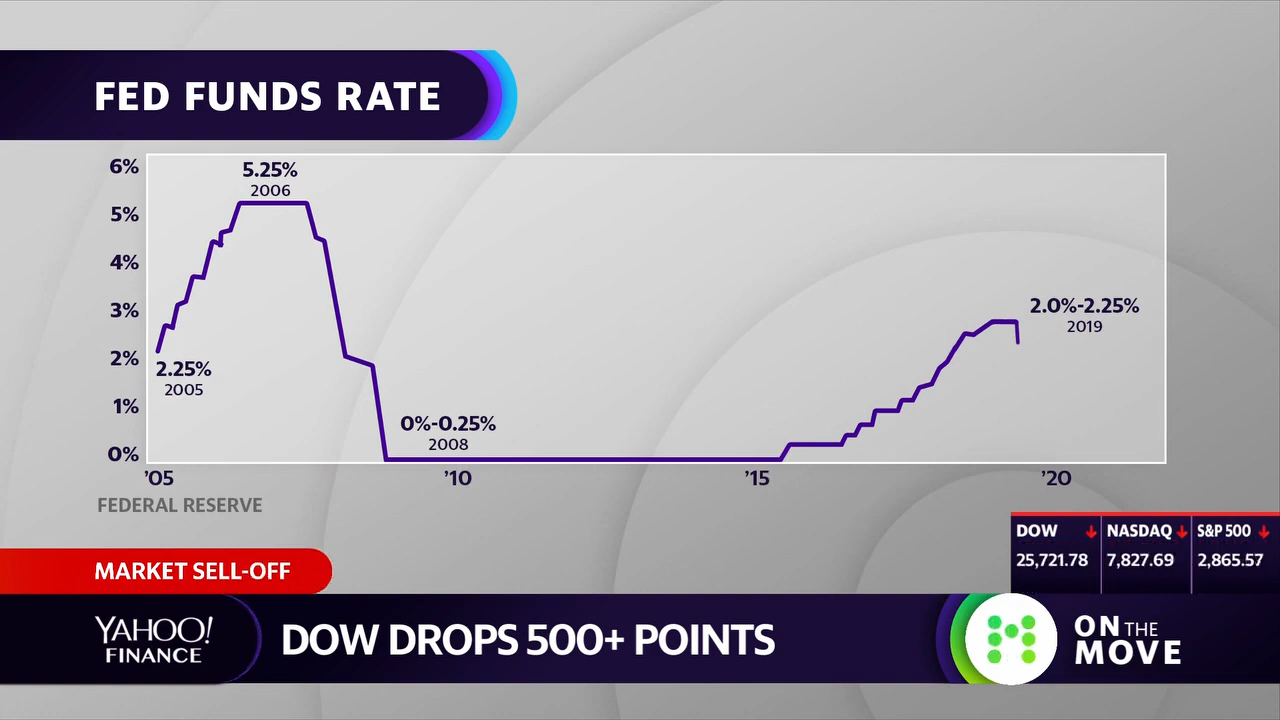 FED FUNDS RATE
6%
5%
4%
3%
2%
1%
0%
5.25%
2006
2.25%
2005
0%-0.25%
2008
2.0%-2.25%
2019
’05
’10
’15
’20
FEDERAL RESERVE
DOW
25,721.78
NASDAQ
7,827.69
S&P 500
2,865.57
MARKET SELL-OFF
YAHOO!
FINANCE
DOW DROPS 500+ POINTS
ON THE
MOVE